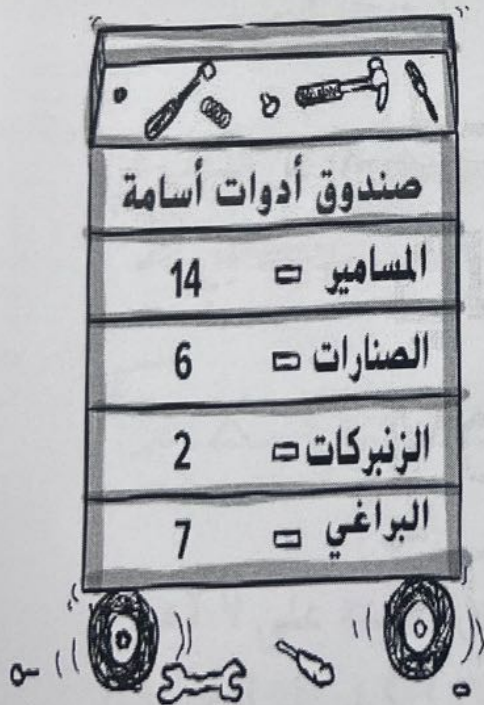 صندوق أدوات أسامة
المسامير 14
الصنارات 6
الزنبركات 2
البراغي 7